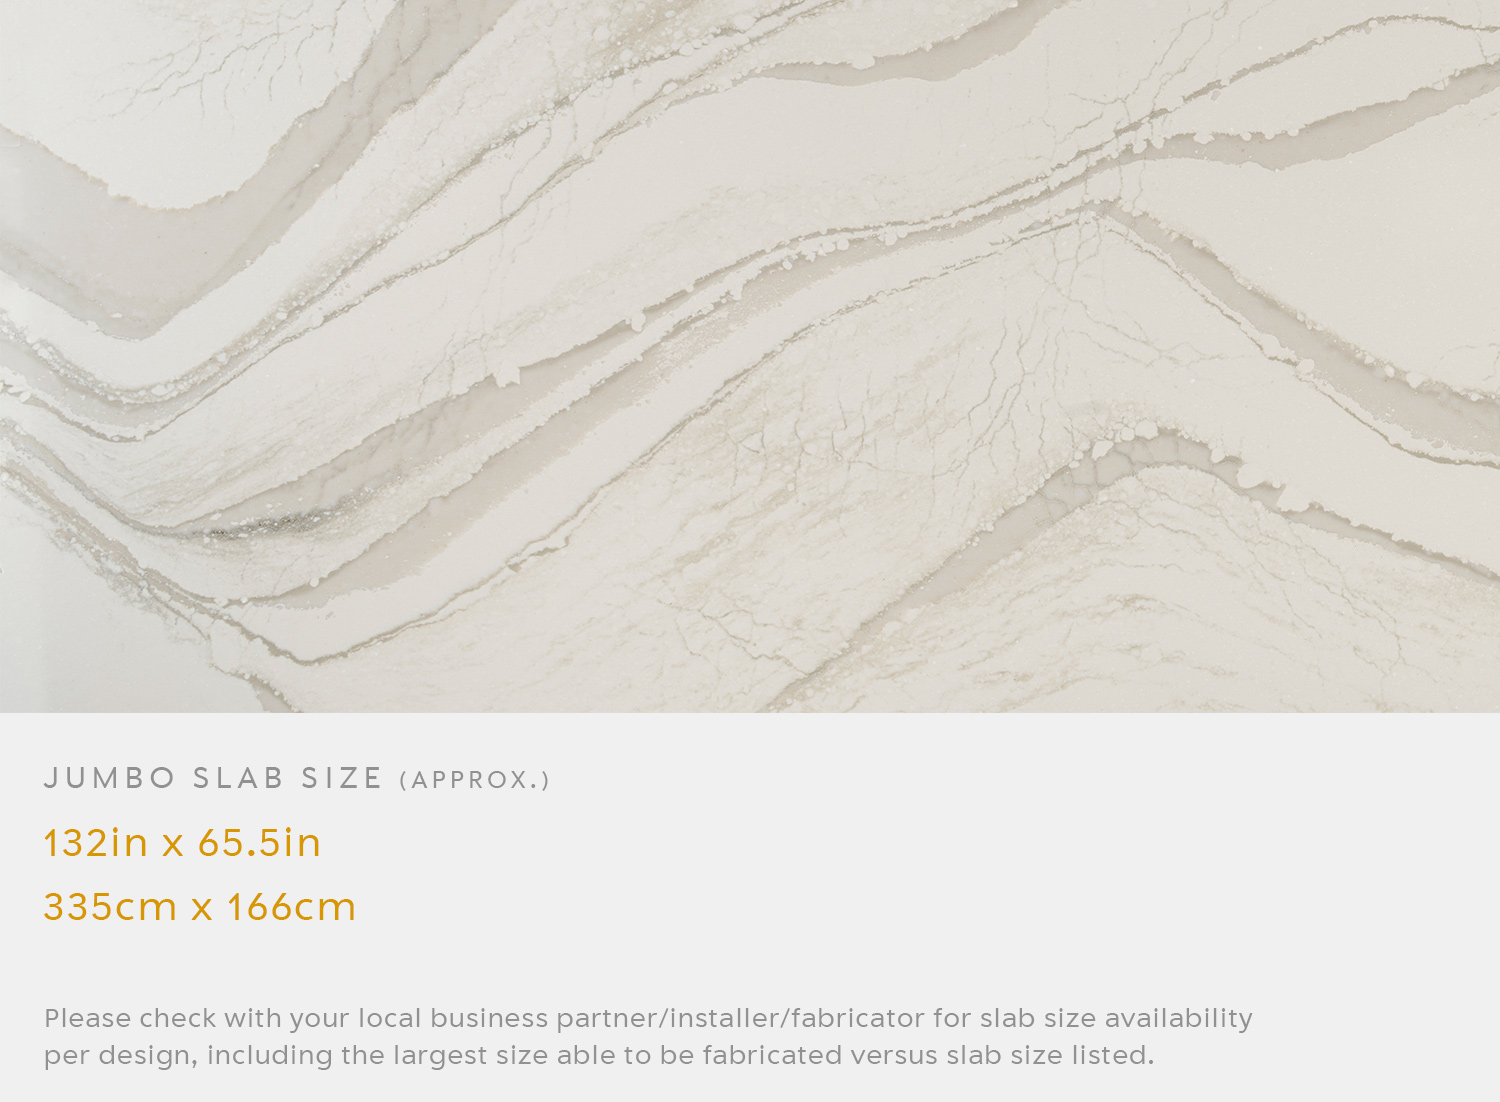 JUMBO SLAB SIZE (APPROX.)
132in x 65.5in
335cm x 166cm
Please check with your local business partner/installer/fabricator for slab size availability
per design, including the largest size able to be fabricated versus slab size listed.